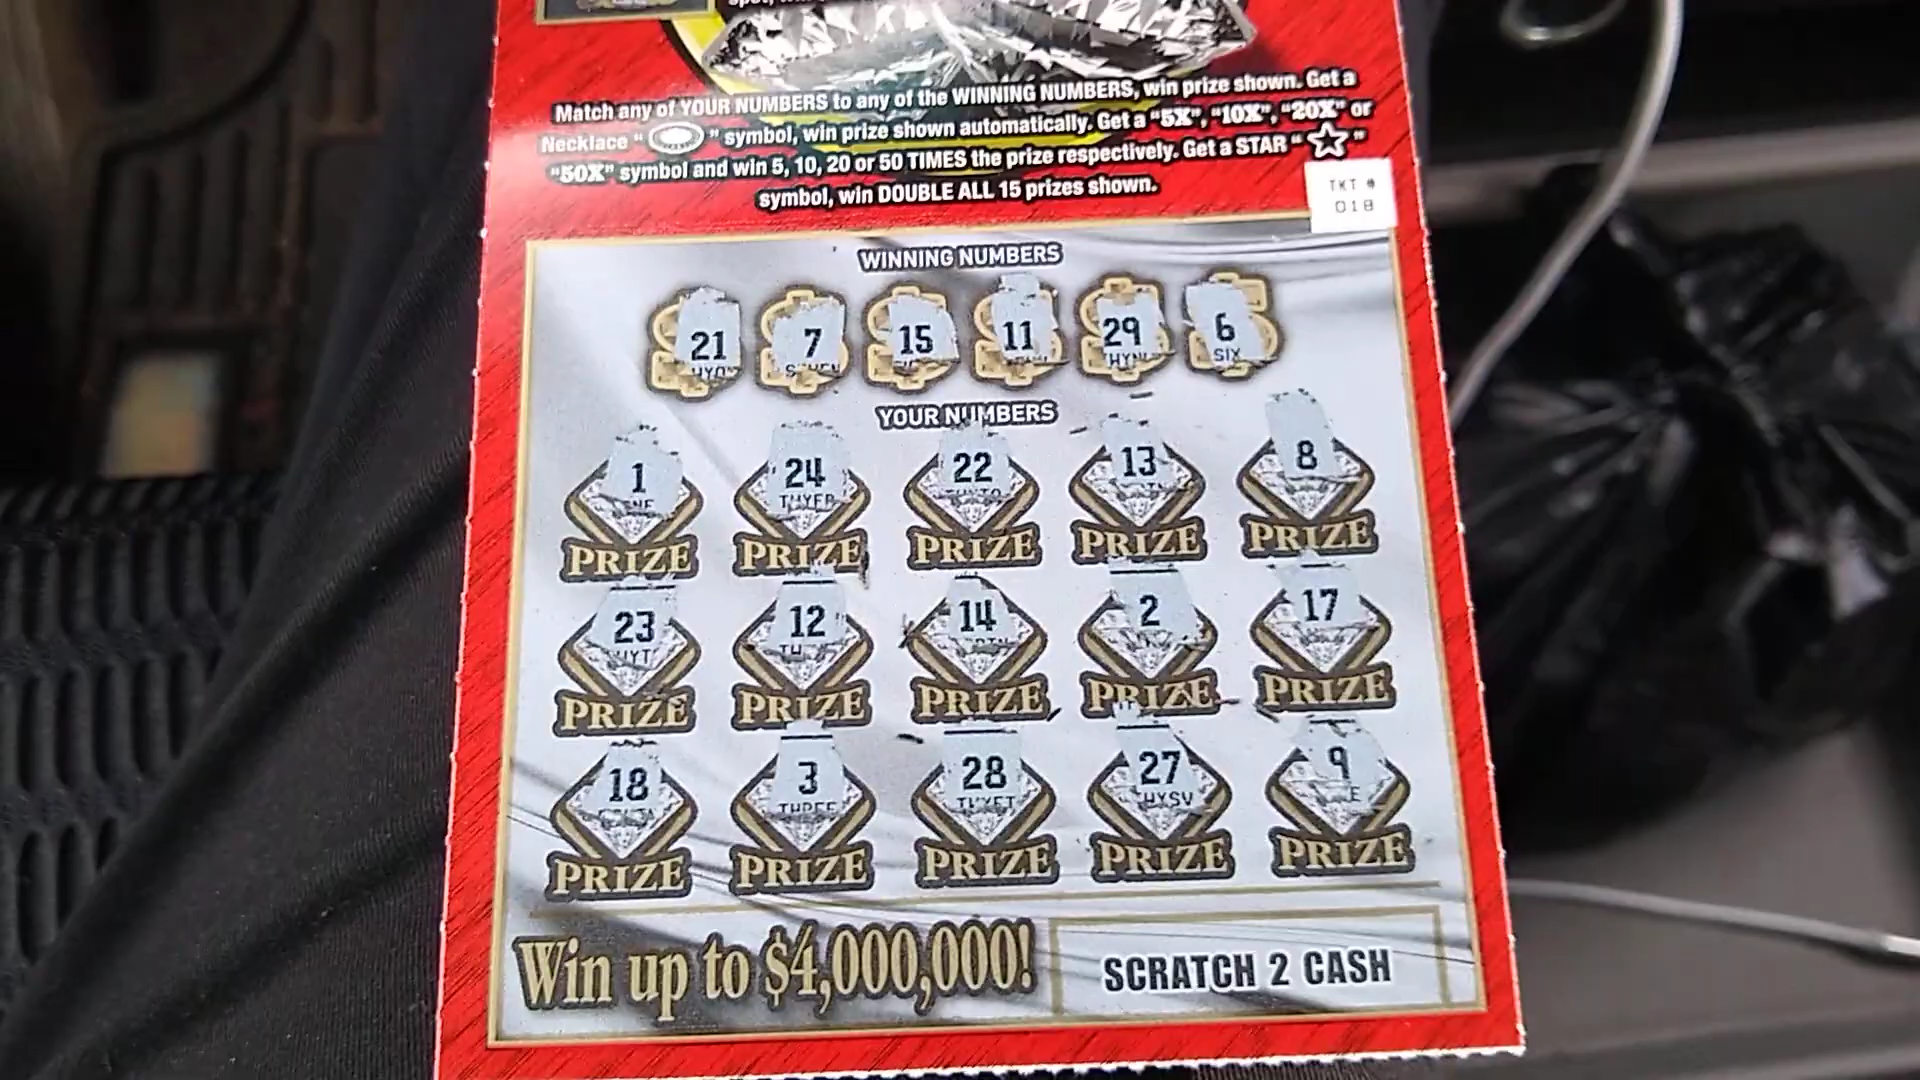 Match any of YOUR NUMBERS to any of the WINNING NUMBERS, win prize shown. Get a
Necklace " " symbol, win prize shown automatically. Get a "5X", "10X", "20X" or
"50X" symbol and win 5, 10, 20 or 50 TIMES the prize respectively. Get a STAR " "
symbol, win DOUBLE ALL 15 prizes shown.
TKT #
018
WINNING NUMBERS
21 7 15 11 29 6
SIX
YOUR NUMBERS
1 24 22 13 8
PRIZE PRIZE PRIZE PRIZE PRIZE
23 12 14 2 17
PRIZE PRIZE PRIZE PRIZE PRIZE
18 3 28 27 9
THREE
PRIZE PRIZE PRIZE PRIZE PRIZE
Win up to $4,000,000!
SCRATCH 2 CASH